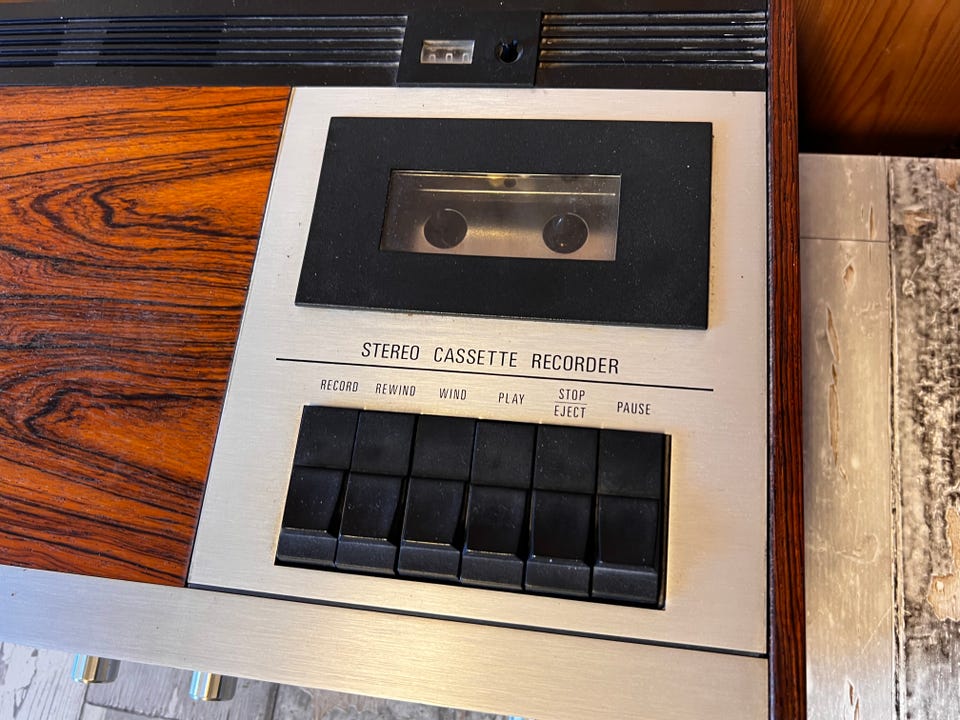 STEREO CASSETTE RECORDER
RECORD REWIND WIND PLAY STOP EJECT PAUSE